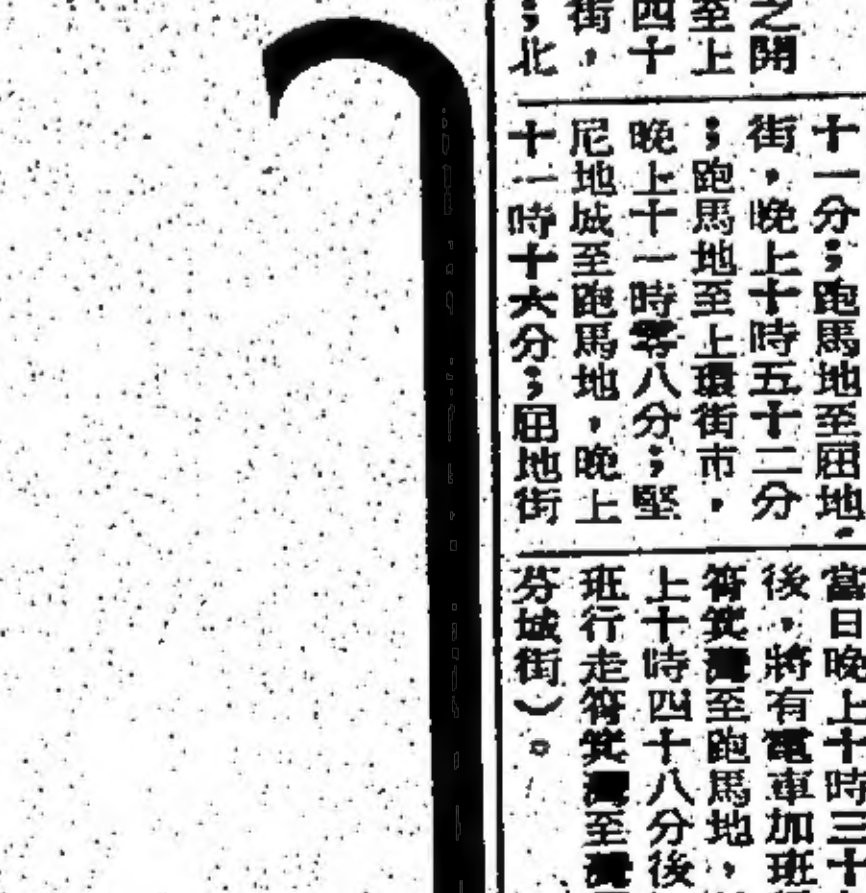 之開
至上
四十
街，
；北
十一分；跑馬地至屈地
街，晚上十時五十二分
；跑馬地至上環街市，
晚上十一時零八分；堅
尼地城至跑馬地，晚上
十一時十六分；屈地街
當日晚上十時三十
後，將有電車加班
筲箕灣至跑馬地，
上十時四十八分後
班行走筲箕灣至灣
芬域街）。